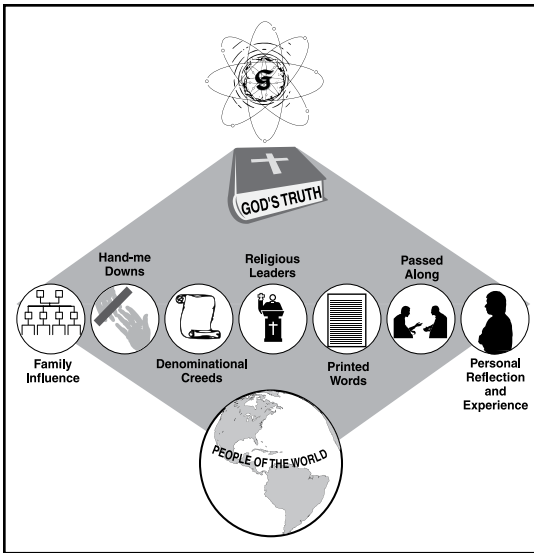 G
GOD'S TRUTH
Hand-me
Downs
Religious
Leaders
Passed
Along
Family
Influence
Denominational
Creeds
Printed
Words
Personal
Reflection
and
Experience
PEOPLE OF THE WORLD